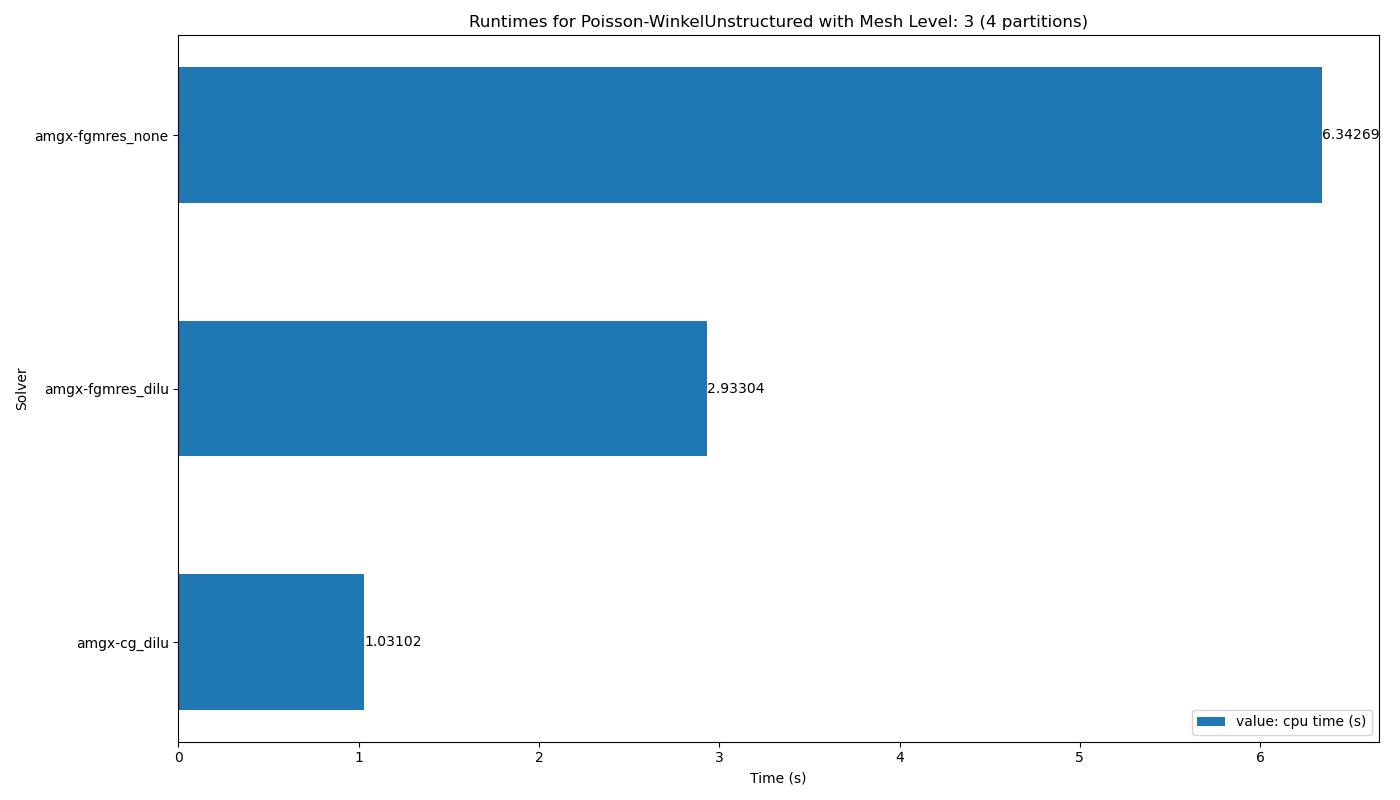 Runtimes for Poisson-WinkelUnstructured with Mesh Level: 3 (4 partitions)
amgx-fgmres_none
6.34269
amgx-fgmres_dilu
2.93304
Solver
amgx-cg_dilu
1.03102
value: cpu time (s)
0 1 2 3 4 5 6
Time (s)